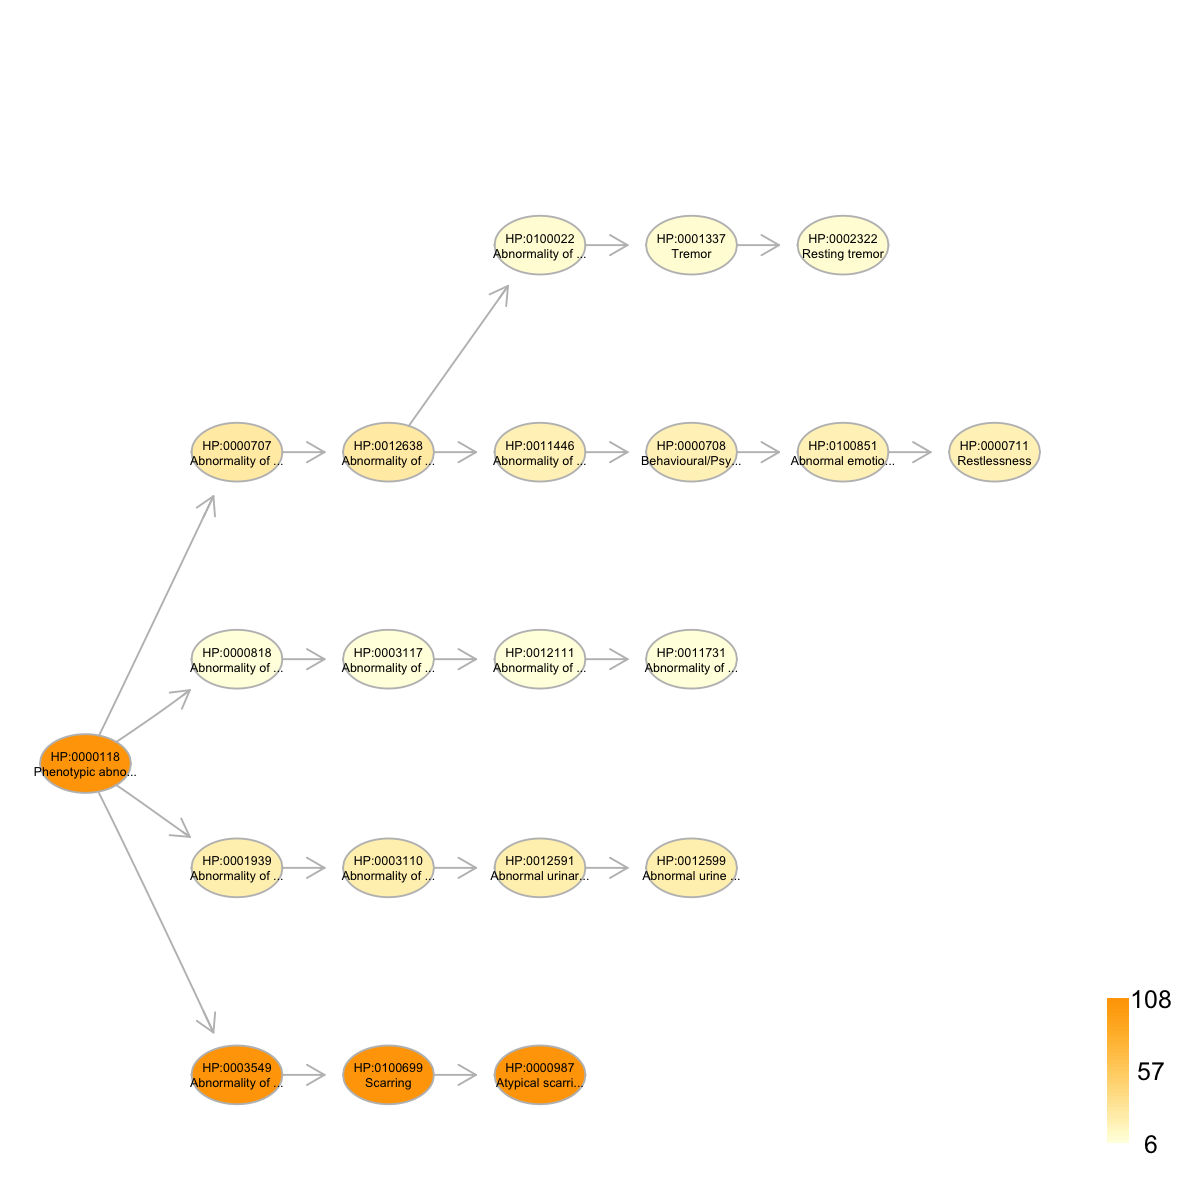 HP:0100022
Abnormality of ...
HP:0001337
Tremor
HP:0002322
Resting tremor
HP:0000707
Abnormality of ...
HP:0012638
Abnormality of ...
HP:0011446
Abnormality of ...
HP:0000708
Behavioural/Psy...
HP:0100851
Abnormal emotio...
HP:0000711
Restlessness
HP:0000818
Abnormality of ...
HP:0003117
Abnormality of ...
HP:0012111
Abnormality of ...
HP:0011731
Abnormality of ...
HP:0000118
Phenotypic abno...
HP:0001939
Abnormality of ...
HP:0003110
Abnormality of ...
HP:0012591
Abnormal urinar...
HP:0012599
Abnormal urine ...
HP:0003549
Abnormality of ...
HP:0100699
Scarring
HP:0000987
Atypical scarri...
108
57
6